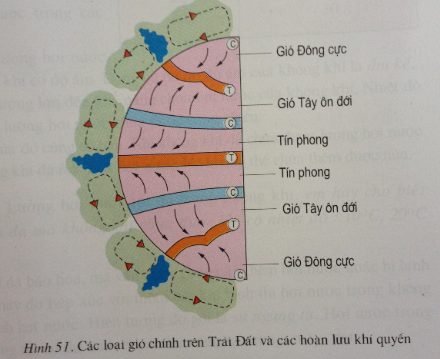 C
Gió Đông cực
T
Gió Tây ôn đới
C
Tín phong
T
Tín phong
C
Gió Tây ôn đới
T
Gió Đông cực
C
Hình 51. Các loại gió chính trên Trái Đất và các hoàn lưu khí quyển